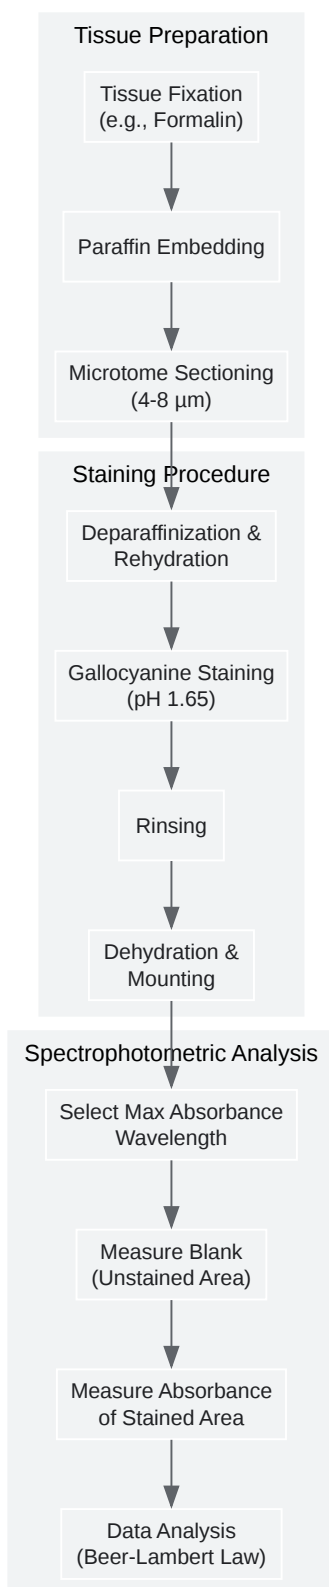 Tissue Preparation
Tissue Fixation
(e.g., Formalin)
Paraffin Embedding
Microtome Sectioning
(4-8 µm)
Staining Procedure
Deparaffinization &
Rehydration
Gallocyanine Staining
(pH 1.65)
Rinsing
Dehydration &
Mounting
Spectrophotometric Analysis
Select Max Absorbance
Wavelength
Measure Blank
(Unstained Area)
Measure Absorbance
of Stained Area
Data Analysis
(Beer-Lambert Law)